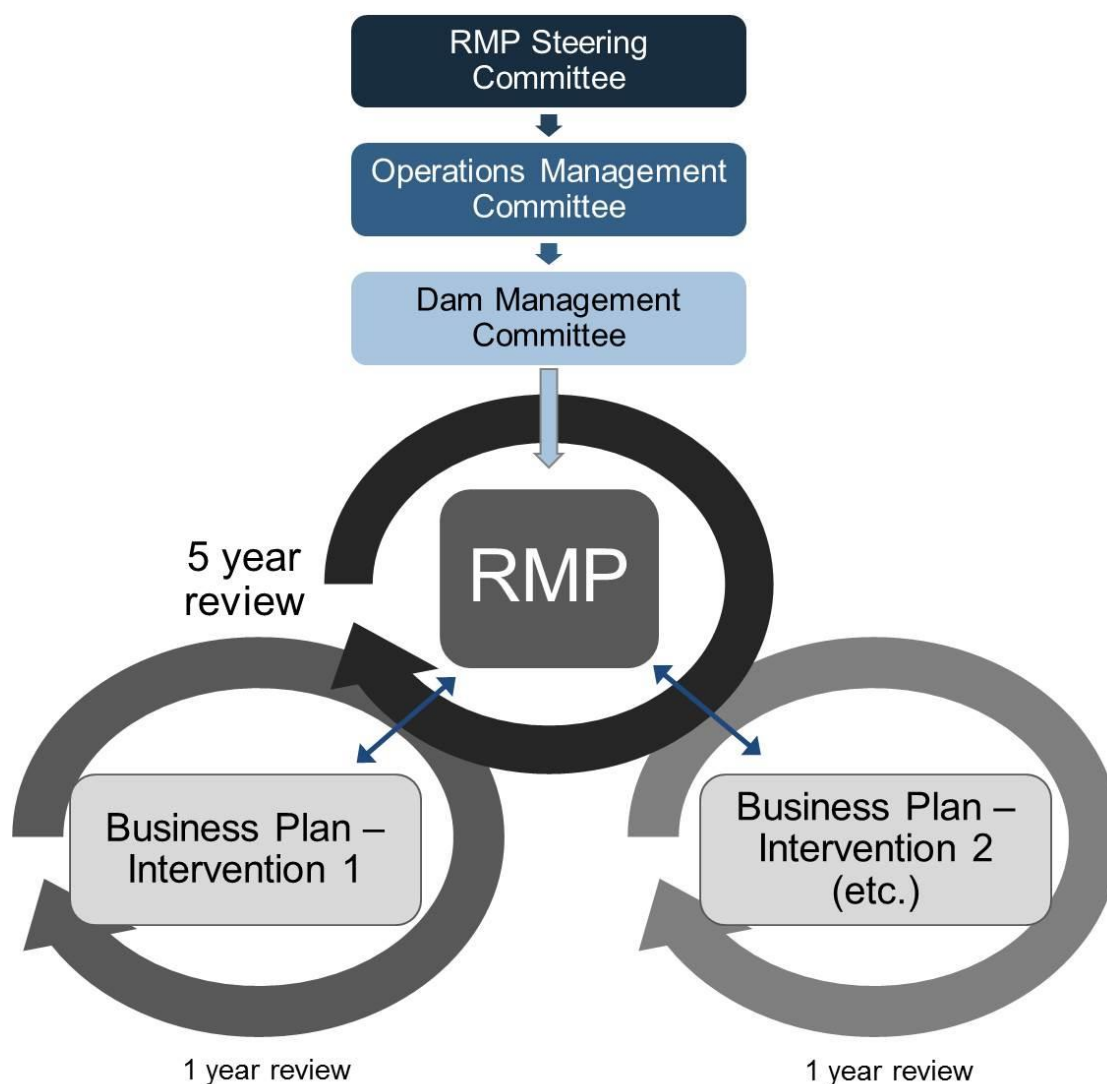 RMP Steering
Committee
Operations Management
Committee
Dam Management
Committee
5 year
review
RMP
Business Plan –
Intervention 1
Business Plan –
Intervention 2
(etc.)
1 year review
1 year review